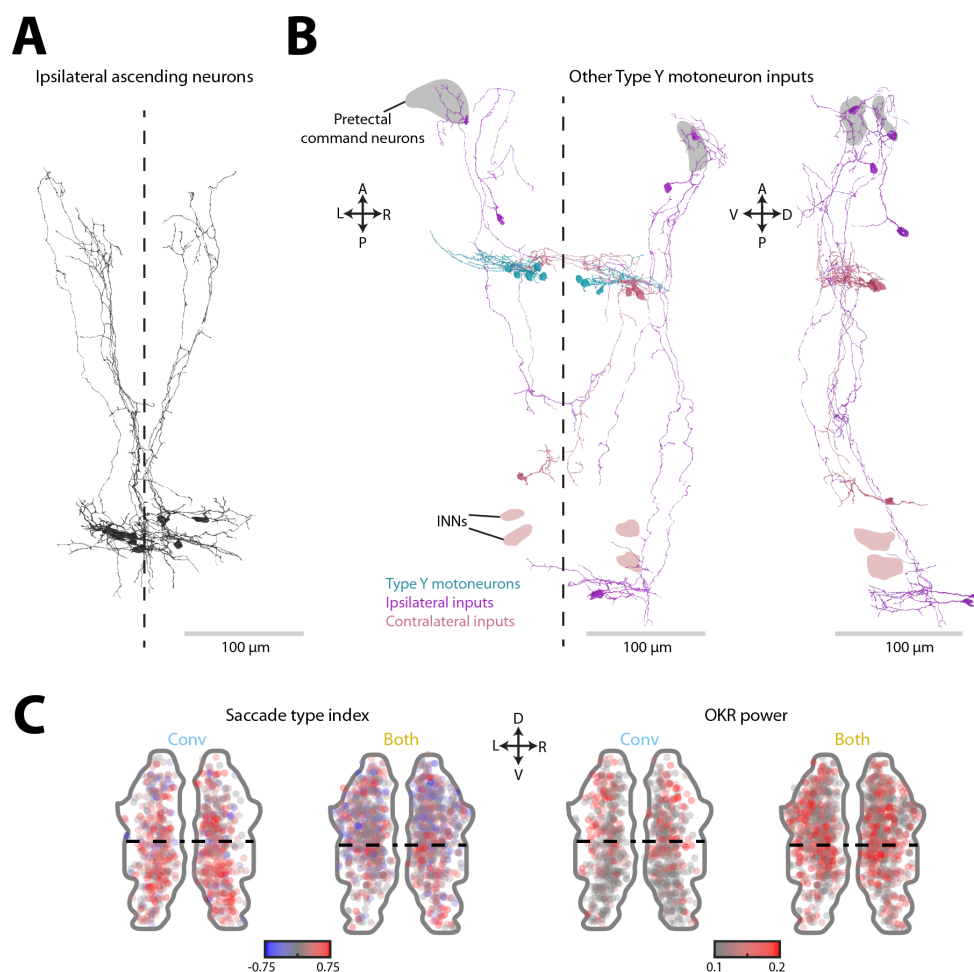 A
B
Ipsilateral ascending neurons
Other Type Y motoneuron inputs
Pretectal
command neurons
A
L R
P
A
V D
P
INNs
Type Y motoneurons
Ipsilateral inputs
Contralateral inputs
100 µm
100 µm
100 µm
C
Saccade type index
OKR power
D
L R
V
Conv
Both
Conv
Both
-0.75 0.75
0.1 0.2